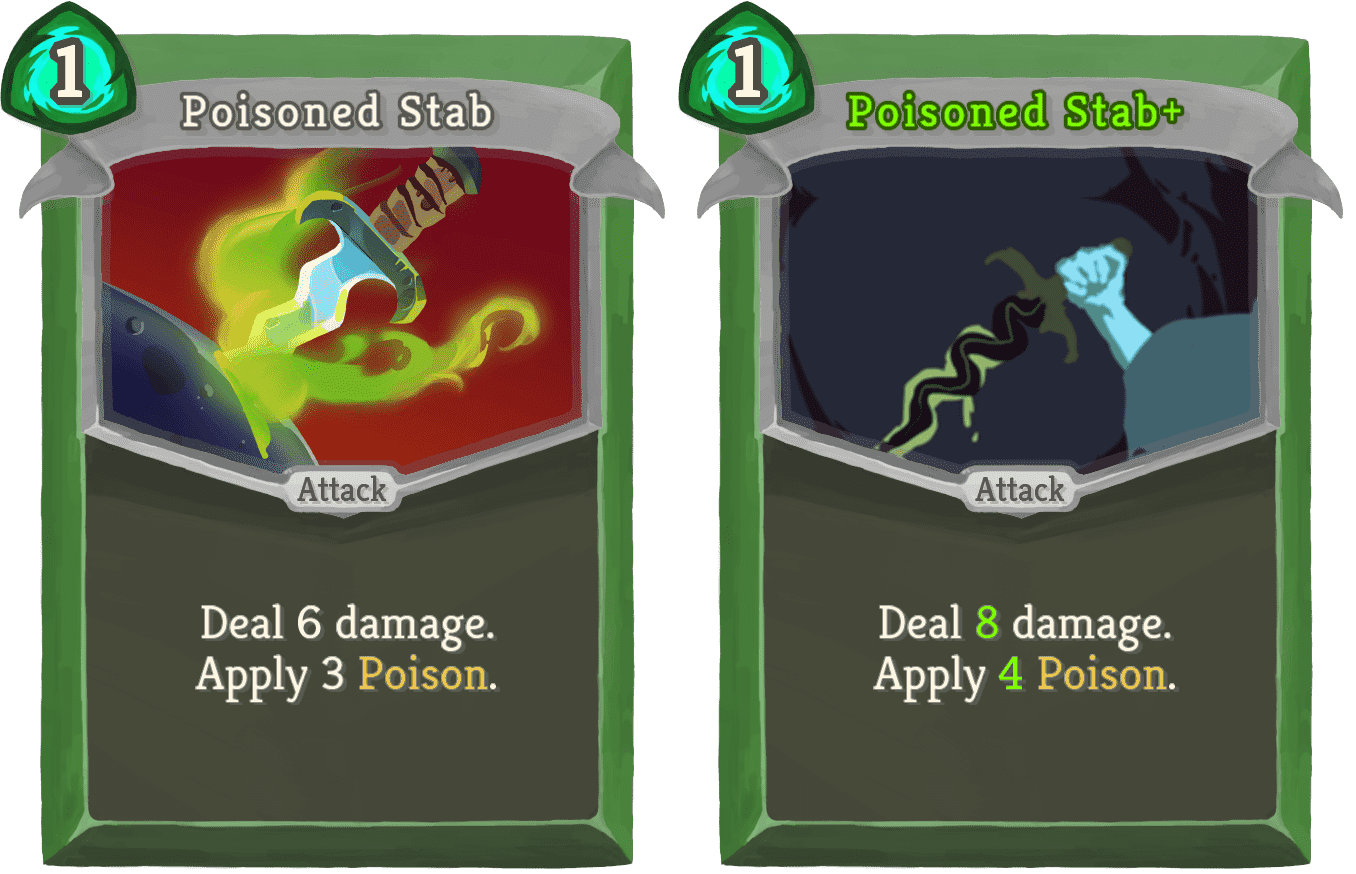 1
Poisoned Stab
Attack
Deal 6 damage.
Apply 3 Poison.
1
Poisoned Stab+
Attack
Deal 8 damage.
Apply 4 Poison.